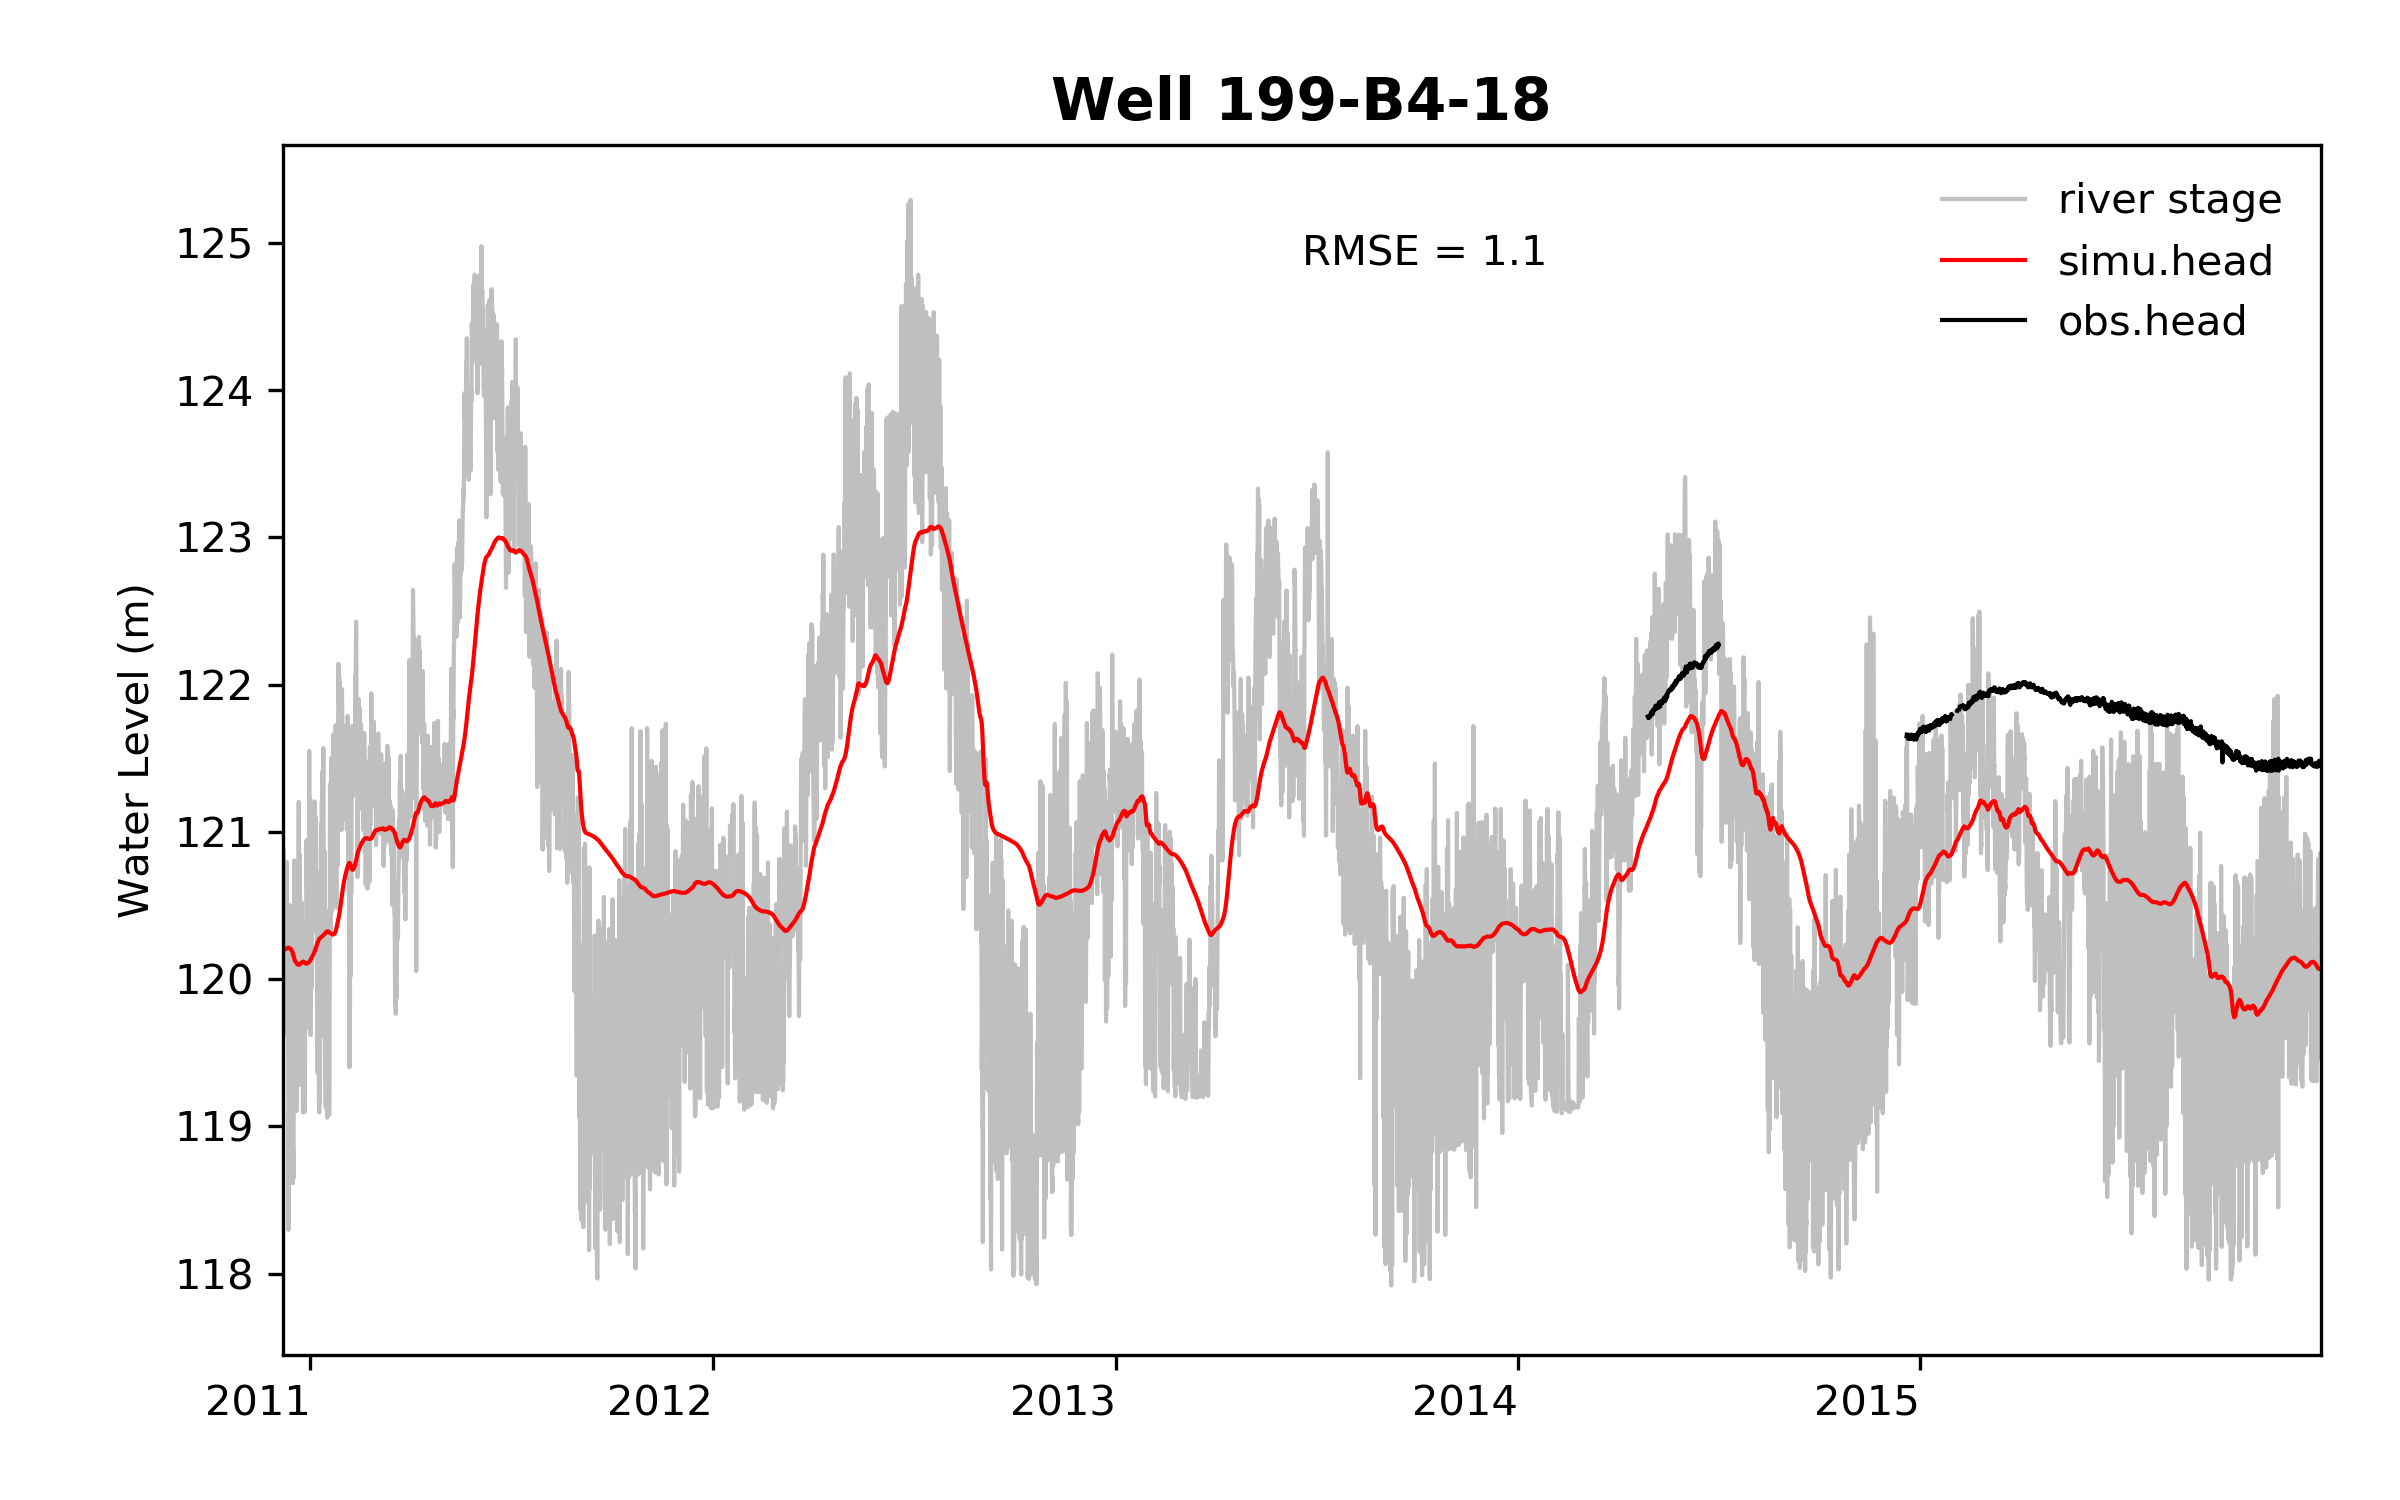 Well 199-B4-18
RMSE = 1.1
river stage
simu.head
obs.head
Water Level (m)
125
124
123
122
121
120
119
118
2011
2012
2013
2014
2015